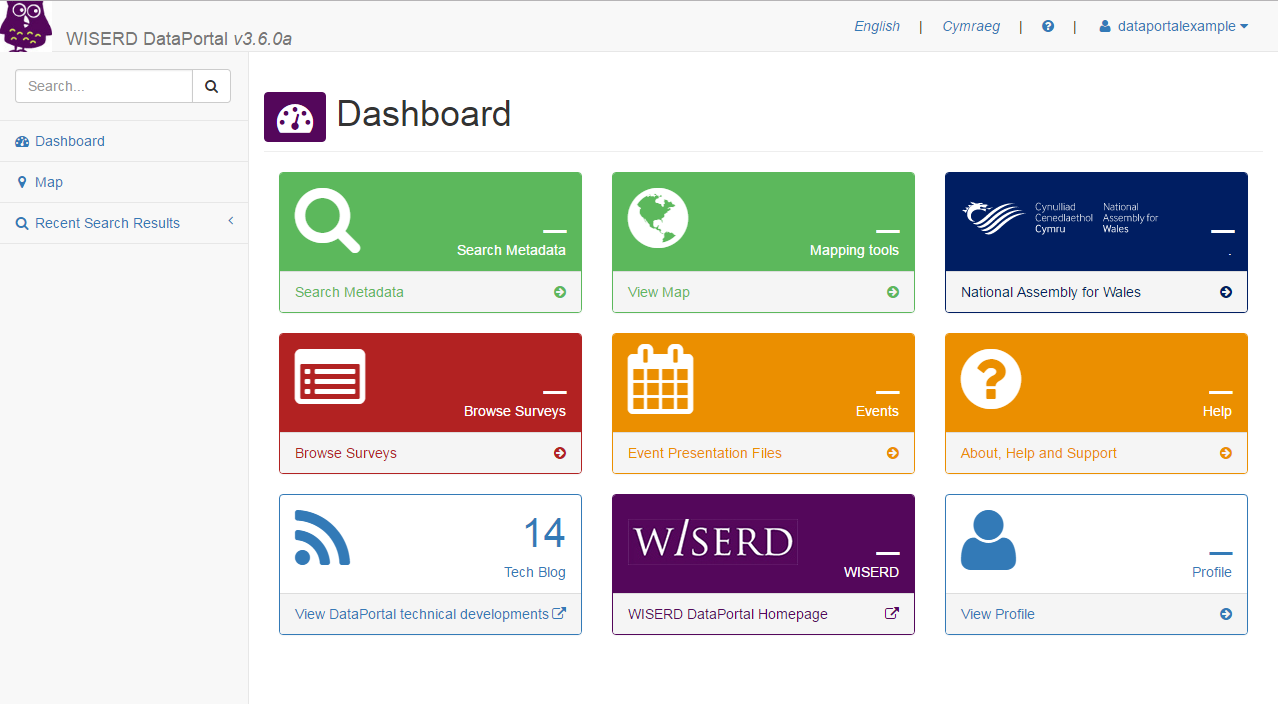 WISERD DataPortal v3.6.0a
English | Cymraeg | | dataportalexample
Search...
Dashboard
Map
Recent Search Results
Dashboard
Search Metadata
Search Metadata
Mapping tools
View Map
Cynulliad
Cenedlaethol
Cymru
National
Assembly for
Wales
.
National Assembly for Wales
Browse Surveys
Browse Surveys
Events
Event Presentation Files
Help
About, Help and Support
14
Tech Blog
View DataPortal technical developments
WISERD
WISERD
WISERD DataPortal Homepage
Profile
View Profile